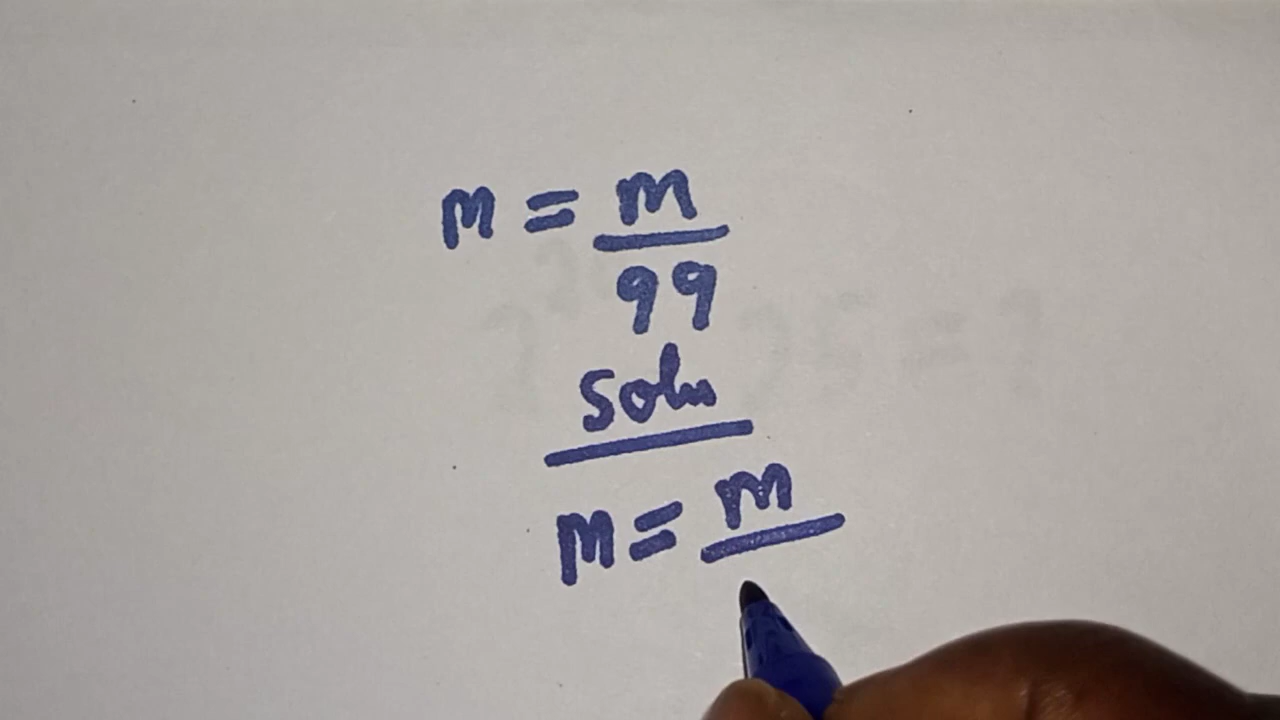 m = m
99
Soln
m = m